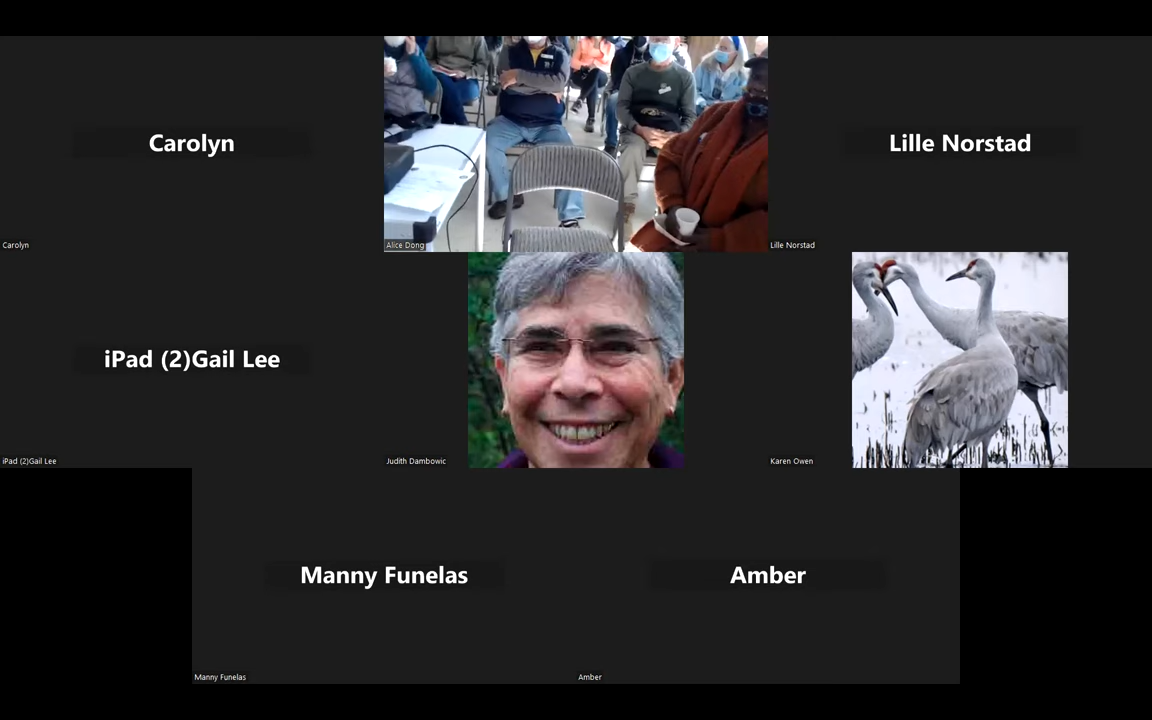 Carolyn
Carolyn
Alice Dong
Lille Norstad
Lille Norstad
iPad (2)Gail Lee
iPad (2)Gail Lee
Judith Dambowic
Karen Owen
Manny Funelas
Manny Funelas
Amber
Amber